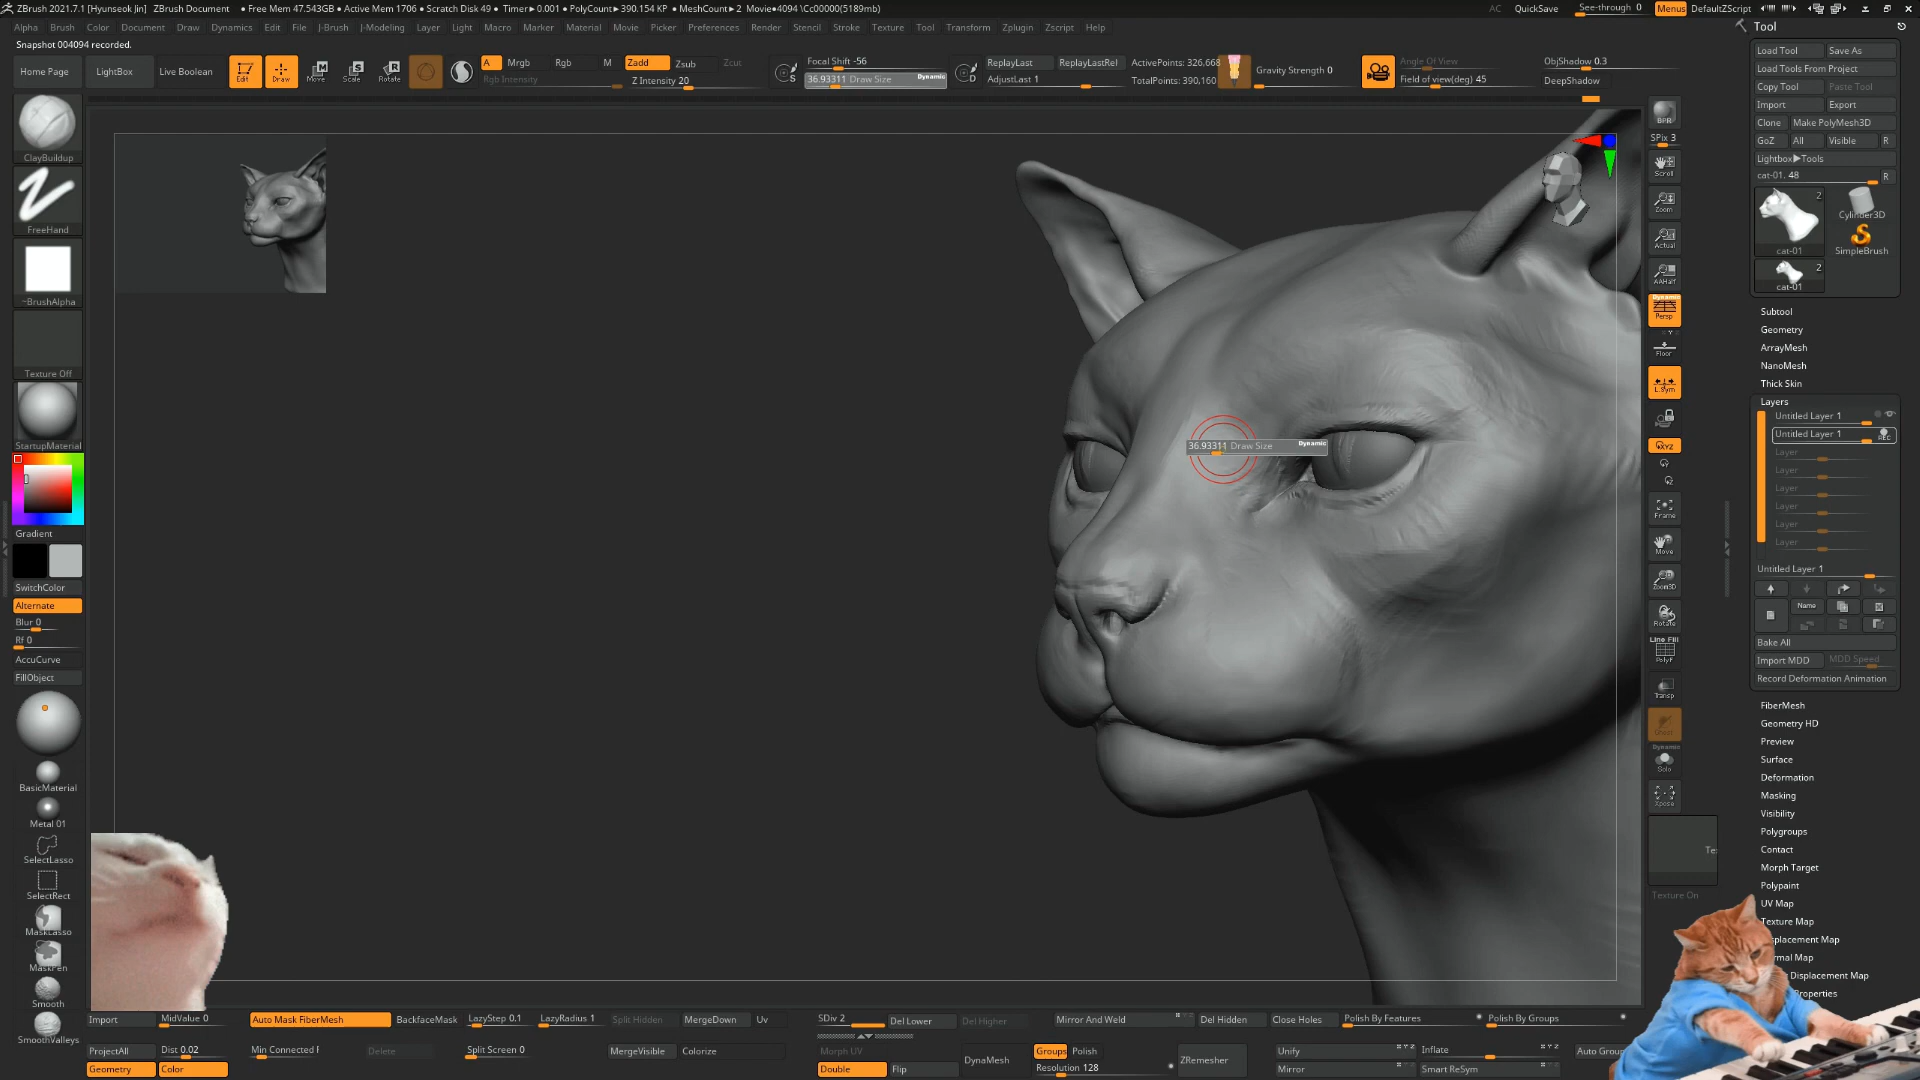 ZBrush 2021.7.1 [Hyunseok Jin] ZBrush Document • Free Mem 47.543GB • Active Mem 1706 • Scratch Disk 49 • Timer▶0.001 • PolyCount▶390.154 KP • MeshCount▶2 Movie●4094 \Cc00000(5189mb) AC QuickSave See-through 0 Menus DefaultZScript
Alpha Brush Color Document Draw Dynamics Edit File J-Brush J-Modeling Layer Light Macro Marker Material Movie Picker Preferences Render Stencil Stroke Texture Tool Transform Zplugin Zscript Help
Tool
Snapshot 004094 recorded.
Home Page LightBox Live Boolean Edit Draw Move Scale Rotate
A Mrgb Rgb M Zadd Zsub Zcut
Rgb Intensity Z Intensity 20
Focal Shift -56
36.93311 Draw Size Dynamic
ReplayLast ReplayLastRel
AdjustLast 1
ActivePoints: 326,668
TotalPoints: 390,160
Gravity Strength 0
Angle Of View
Field of view(deg) 45
ObjShadow 0.3
DeepShadow
ClayBuildup
FreeHand
~BrushAlpha
Texture Off
StartupMaterial
Gradient
SwitchColor
Alternate
Blur 0
Rf 0
AccuCurve
FillObject
BasicMaterial
Metal 01
SelectLasso
SelectRect
MaskLasso
MaskPen
Smooth
SmoothValleys
36.93311 Draw Size Dynamic
BPR
SPix 3
Scroll
Zoom
Actual
AAHalf
Dynamic
Persp
Floor
L.Sym
Frame
Move
Zoom3D
Rotate
Line Fill
PolyF
Transp
Ghost
Dynamic
Solo
Xpose
Texture On
Load Tool Save As
Load Tools From Project
Copy Tool Paste Tool
Import Export
Clone Make PolyMesh3D
GoZ All Visible R
Lightbox▶Tools
cat-01. 48 R
2
cat-01
Cylinder3D
SimpleBrush
2
cat-01
Subtool
Geometry
ArrayMesh
NanoMesh
Thick Skin
Layers
Untitled Layer 1
Untitled Layer 1 REC
Layer
Layer
Layer
Layer
Layer
Layer
Untitled Layer 1
Name
Bake All
Import MDD MDD Speed
Record Deformation Animation
FiberMesh
Geometry HD
Preview
Surface
Deformation
Masking
Visibility
Polygroups
Contact
Morph Target
Polypaint
UV Map
Texture Map
splacement Map
rmal Map
Displacement Map
Properties
Import MidValue 0 Auto Mask FiberMesh BackfaceMask LazyStep 0.1 LazyRadius 1 Split Hidden MergeDown Uv SDiv 2 Del Lower Del Higher Mirror And Weld Del Hidden Close Holes Polish By Features Polish By Groups
ProjectAll Dist 0.02 Min Connected Delete Split Screen 0 MergeVisible Colorize Morph UV DynaMesh Groups Polish ZRemesher Unify Inflate Auto Grou
Geometry Color Double Flip Resolution 128 Mirror Smart ReSym